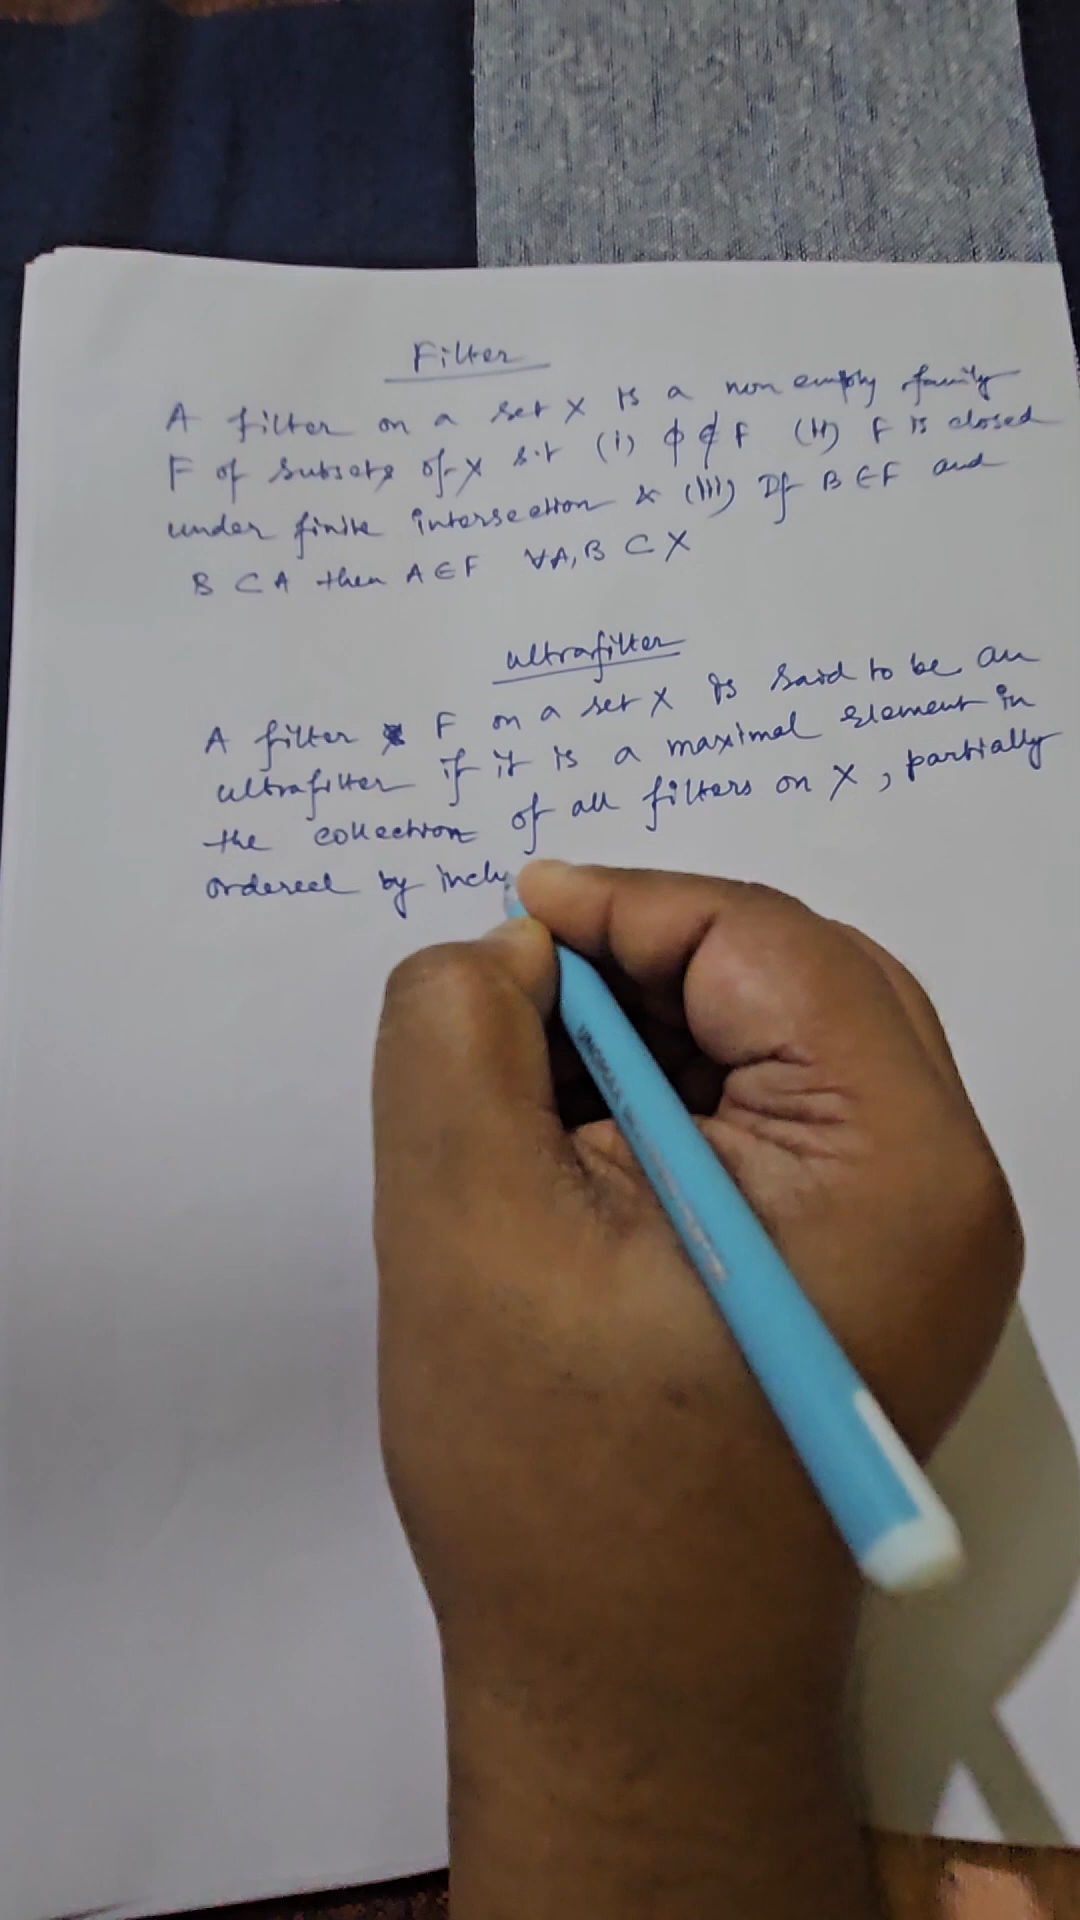 Filter
A filter on a set X is a non empty family
F of subsets of X s.t (i) ϕ ∉ F (ii) F is closed
under finite intersection & (iii) If B ∈ F and
B ⊂ A then A ∈ F ∀A, B ⊂ X
ultrafilter
A filter F on a set X is said to be an
ultrafilter if it is a maximal element in
the collection of all filters on X, partially
ordered by inclu